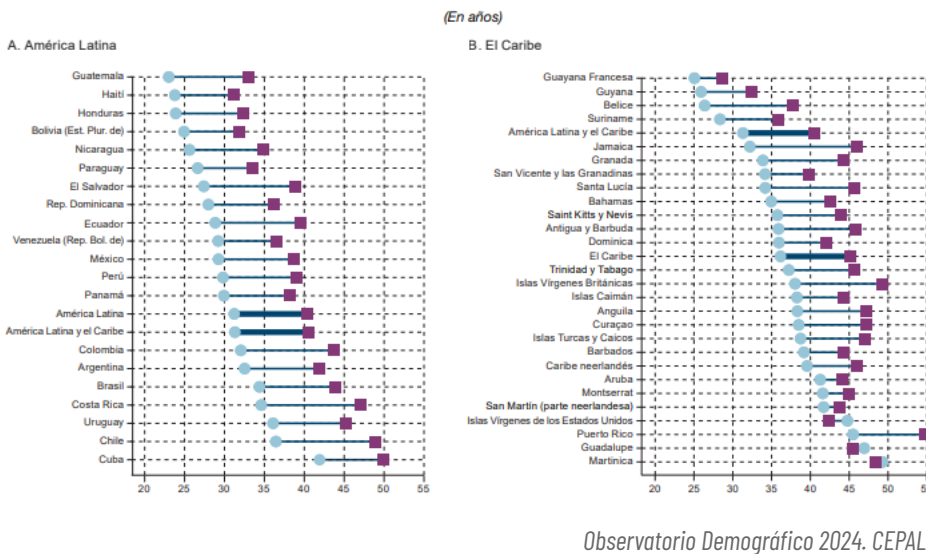 (En años)
A. América Latina
Guatemala
Haití
Honduras
Bolivia (Est. Plur. de)
Nicaragua
Paraguay
El Salvador
Rep. Dominicana
Ecuador
Venezuela (Rep. Bol. de)
México
Perú
Panamá
América Latina
América Latina y el Caribe
Colombia
Argentina
Brasil
Costa Rica
Uruguay
Chile
Cuba
20 25 30 35 40 45 50 55
B. El Caribe
Guayana Francesa
Guyana
Belice
Suriname
América Latina y el Caribe
Jamaica
Granada
San Vicente y las Granadinas
Santa Lucía
Bahamas
Saint Kitts y Nevis
Antigua y Barbuda
Dominica
El Caribe
Trinidad y Tabago
Islas Vírgenes Británicas
Islas Caimán
Anguila
Curaçao
Islas Turcas y Caicos
Barbados
Caribe neerlandés
Aruba
Montserrat
San Martín (parte neerlandesa)
Islas Vírgenes de los Estados Unidos
Puerto Rico
Guadalupe
Martinica
20 25 30 35 40 45 50
Observatorio Demográfico 2024. CEPAL